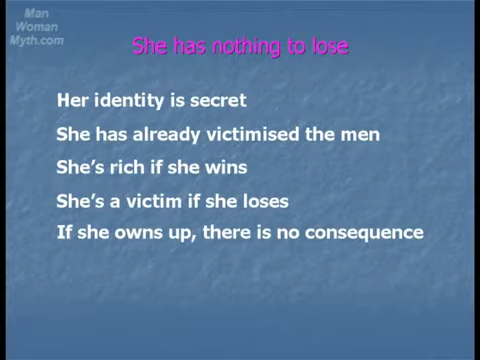 Man
Woman
Myth.com
She has nothing to lose
Her identity is secret
She has already victimised the men
She's rich if she wins
She's a victim if she loses
If she owns up, there is no consequence